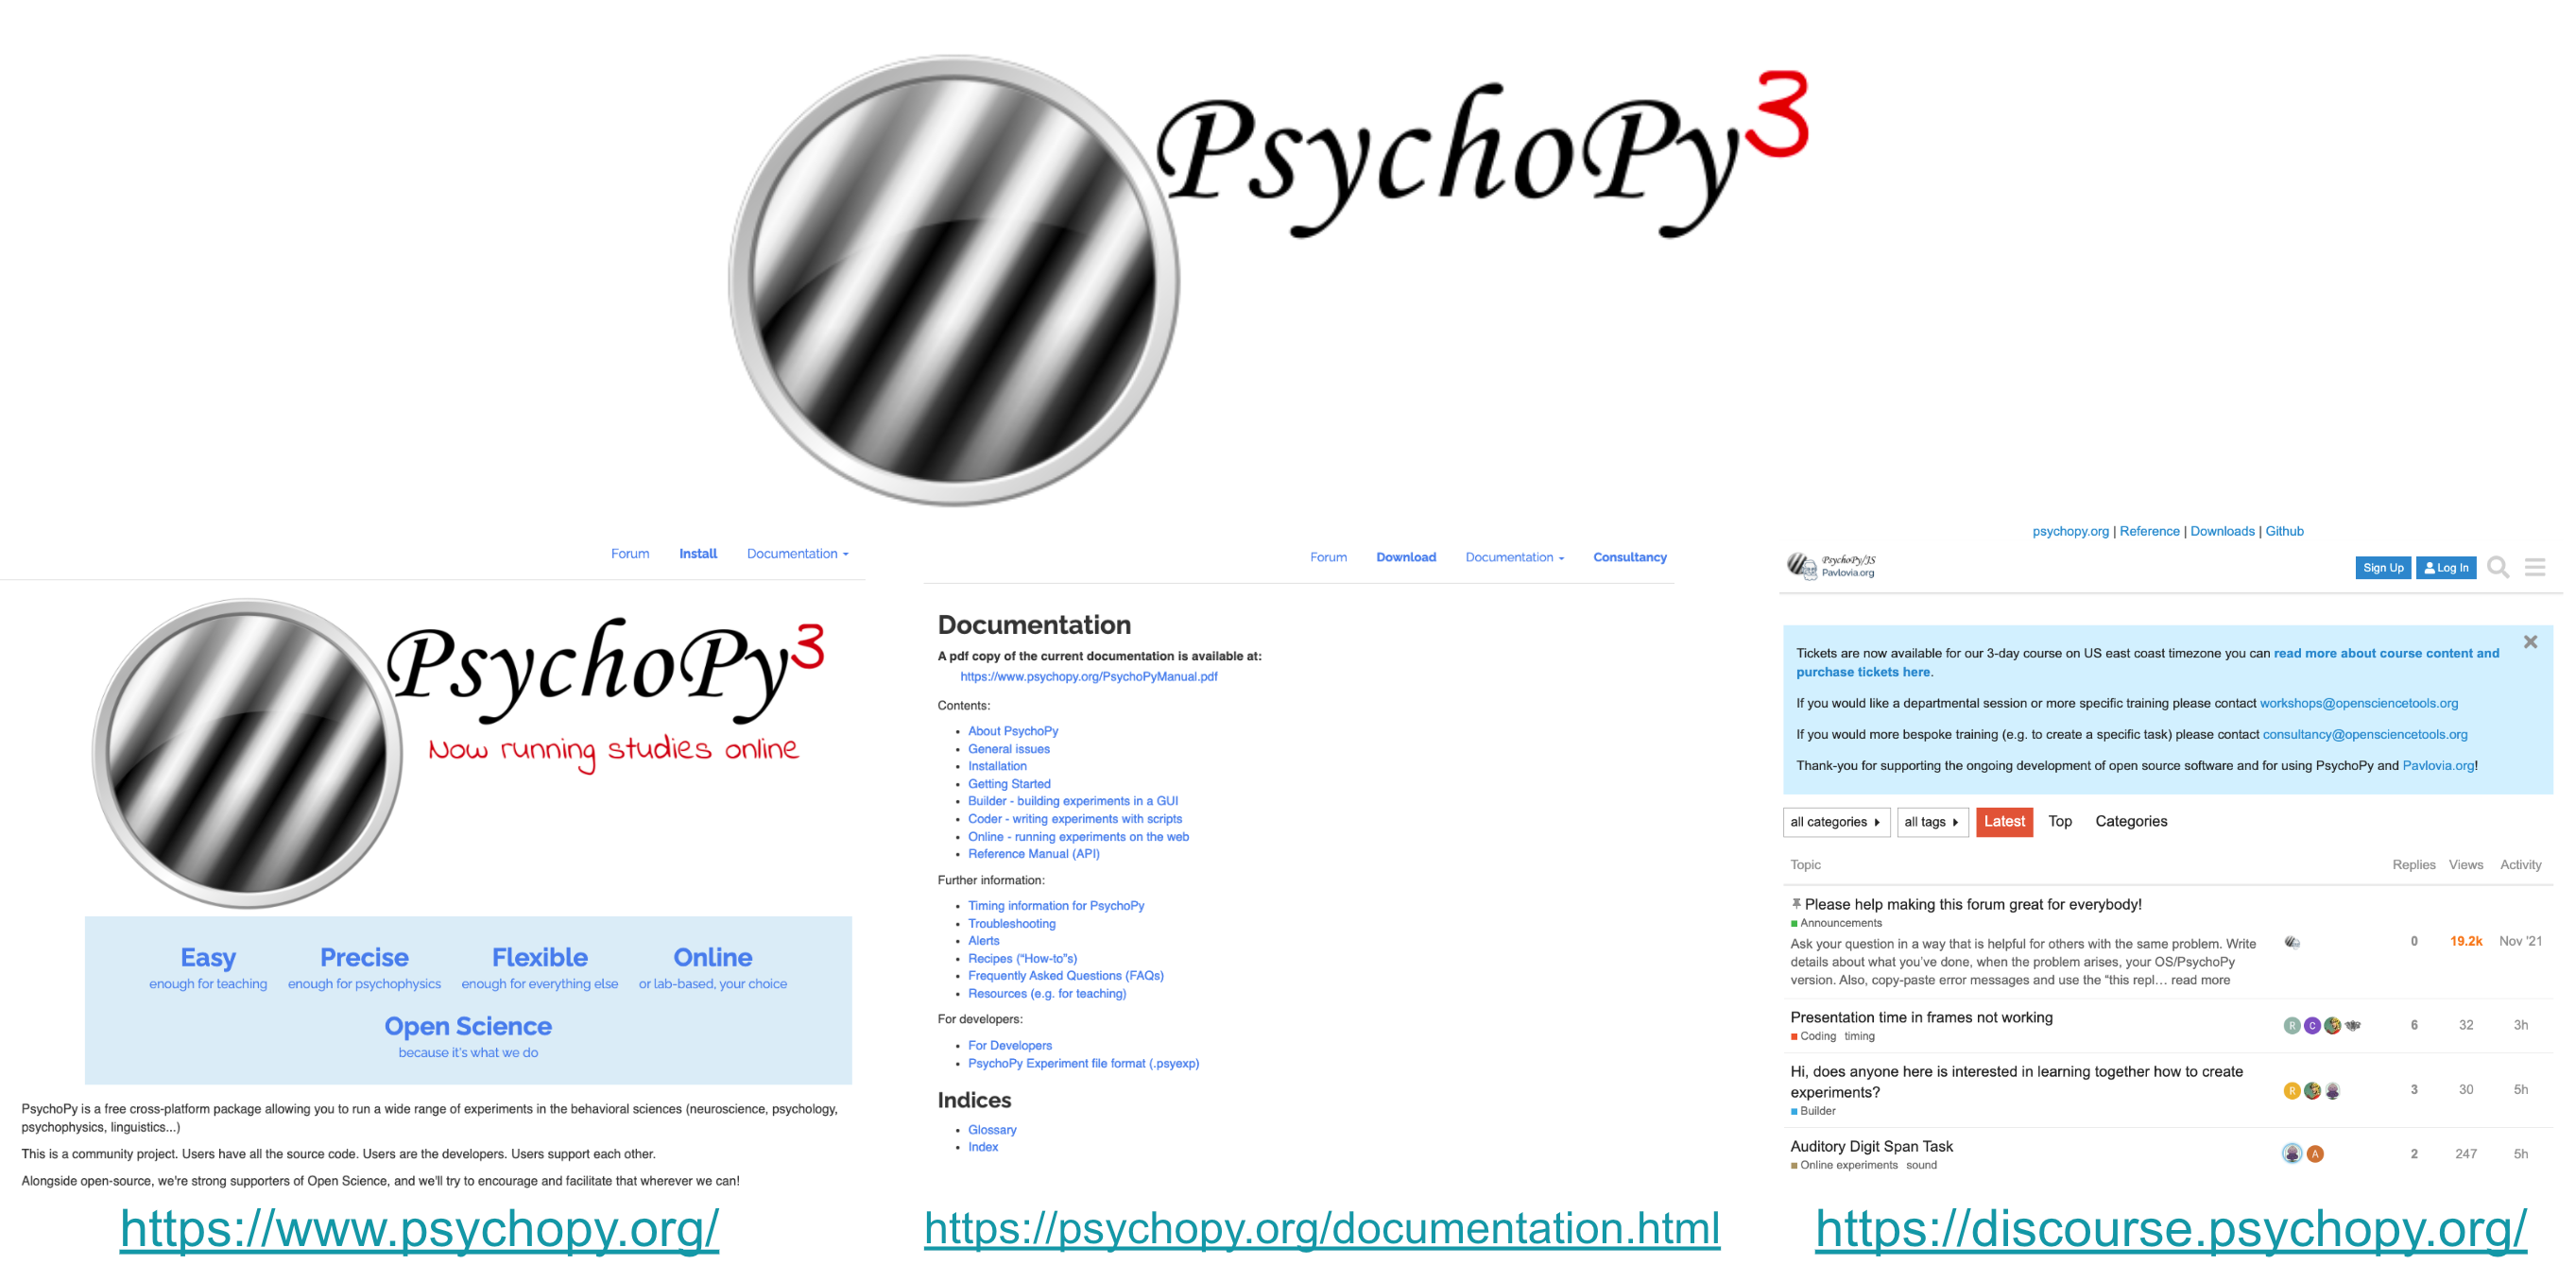 PsychoPy3
Forum Install Documentation
PsychoPy3
Now running studies online
Easy Precise Flexible Online
enough for teaching enough for psychophysics enough for everything else or lab-based, your choice
Open Science
because it's what we do
PsychoPy is a free cross-platform package allowing you to run a wide range of experiments in the behavioral sciences (neuroscience, psychology,
psychophysics, linguistics...)
This is a community project. Users have all the source code. Users are the developers. Users support each other.
Alongside open-source, we're strong supporters of Open Science, and we'll try to encourage and facilitate that wherever we can!
https://www.psychopy.org/
Forum Download Documentation Consultancy
Documentation
A pdf copy of the current documentation is available at:
https://www.psychopy.org/PsychoPyManual.pdf
Contents:
• About PsychoPy
• General issues
• Installation
• Getting Started
• Builder - building experiments in a GUI
• Coder - writing experiments with scripts
• Online - running experiments on the web
• Reference Manual (API)
Further information:
• Timing information for PsychoPy
• Troubleshooting
• Alerts
• Recipes ("How-to"s)
• Frequently Asked Questions (FAQs)
• Resources (e.g. for teaching)
For developers:
• For Developers
• PsychoPy Experiment file format (.psyexp)
Indices
• Glossary
• Index
https://psychopy.org/documentation.html
psychopy.org | Reference | Downloads | Github
PsychoPy/JS
Pavlovia.org
Sign Up Log In
Tickets are now available for our 3-day course on US east coast timezone you can read more about course content and
purchase tickets here.
If you would like a departmental session or more specific training please contact workshops@opensciencetools.org
If you would more bespoke training (e.g. to create a specific task) please contact consultancy@opensciencetools.org
Thank-you for supporting the ongoing development of open source software and for using PsychoPy and Pavlovia.org!
all categories all tags Latest Top Categories
Topic Replies Views Activity
Please help making this forum great for everybody!
Announcements
Ask your question in a way that is helpful for others with the same problem. Write
details about what you've done, when the problem arises, your OS/PsychoPy
version. Also, copy-paste error messages and use the "this repl… read more
0 19.2k Nov '21
Presentation time in frames not working
Coding timing
R C 6 32 3h
Hi, does anyone here is interested in learning together how to create
experiments?
Builder
R 3 30 5h
Auditory Digit Span Task
Online experiments sound
A 2 247 5h
https://discourse.psychopy.org/